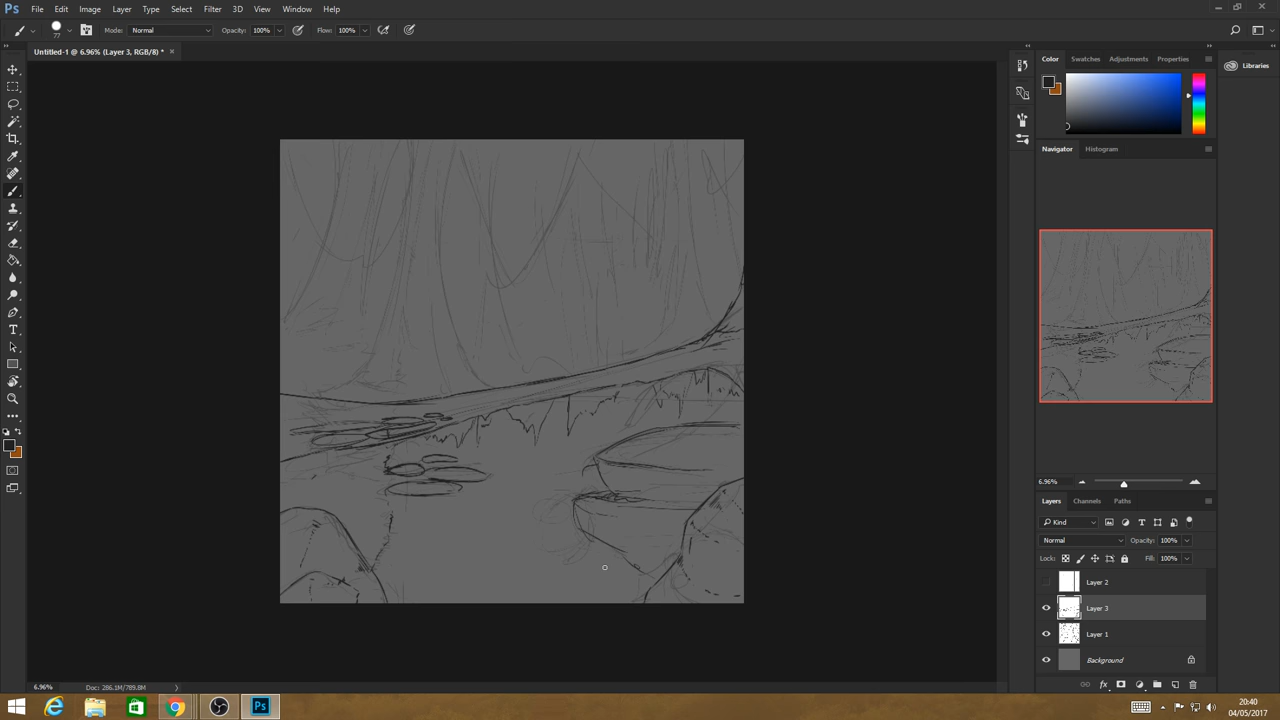 Ps File Edit Image Layer Type Select Filter 3D View Window Help
77 Mode: Normal Opacity: 100% Flow: 100%
Untitled-1 @ 6.96% (Layer 3, RGB/8) * ×
Color Swatches Adjustments Properties
Libraries
Navigator Histogram
6.96%
Layers Channels Paths
Kind
Normal Opacity: 100%
Lock: Fill: 100%
Layer 2
Layer 3
Layer 1
Background
6.96% Doc: 286.1M/789.8M
Ps
20:40
04/05/2017